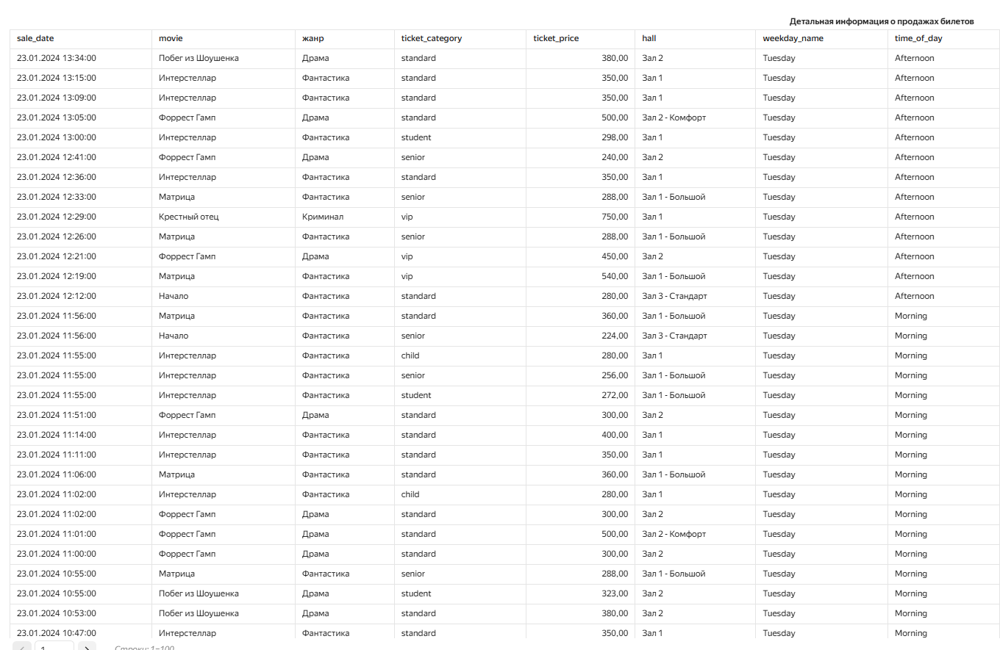 Детальная информация о продажах билетов
sale_date movie жанр ticket_category ticket_price hall weekday_name time_of_day
23.01.2024 13:34:00 Побег из Шоушенка Драма standard 380,00 Зал 2 Tuesday Afternoon
23.01.2024 13:15:00 Интерстеллар Фантастика standard 350,00 Зал 1 Tuesday Afternoon
23.01.2024 13:09:00 Интерстеллар Фантастика standard 350,00 Зал 1 Tuesday Afternoon
23.01.2024 13:05:00 Форрест Гамп Драма standard 500,00 Зал 2 - Комфорт Tuesday Afternoon
23.01.2024 13:00:00 Интерстеллар Фантастика student 298,00 Зал 1 Tuesday Afternoon
23.01.2024 12:41:00 Форрест Гамп Драма senior 240,00 Зал 2 Tuesday Afternoon
23.01.2024 12:36:00 Интерстеллар Фантастика standard 350,00 Зал 1 Tuesday Afternoon
23.01.2024 12:33:00 Матрица Фантастика senior 288,00 Зал 1 - Большой Tuesday Afternoon
23.01.2024 12:29:00 Крестный отец Криминал vip 750,00 Зал 1 Tuesday Afternoon
23.01.2024 12:26:00 Матрица Фантастика senior 288,00 Зал 1 - Большой Tuesday Afternoon
23.01.2024 12:21:00 Форрест Гамп Драма vip 450,00 Зал 2 Tuesday Afternoon
23.01.2024 12:19:00 Матрица Фантастика vip 540,00 Зал 1 - Большой Tuesday Afternoon
23.01.2024 12:12:00 Начало Фантастика standard 280,00 Зал 3 - Стандарт Tuesday Afternoon
23.01.2024 11:56:00 Матрица Фантастика standard 360,00 Зал 1 - Большой Tuesday Morning
23.01.2024 11:56:00 Начало Фантастика senior 224,00 Зал 3 - Стандарт Tuesday Morning
23.01.2024 11:55:00 Интерстеллар Фантастика child 280,00 Зал 1 Tuesday Morning
23.01.2024 11:55:00 Интерстеллар Фантастика senior 256,00 Зал 1 - Большой Tuesday Morning
23.01.2024 11:55:00 Интерстеллар Фантастика student 272,00 Зал 1 - Большой Tuesday Morning
23.01.2024 11:51:00 Форрест Гамп Драма standard 300,00 Зал 2 Tuesday Morning
23.01.2024 11:14:00 Интерстеллар Фантастика standard 400,00 Зал 1 Tuesday Morning
23.01.2024 11:11:00 Интерстеллар Фантастика standard 350,00 Зал 1 Tuesday Morning
23.01.2024 11:06:00 Матрица Фантастика standard 360,00 Зал 1 - Большой Tuesday Morning
23.01.2024 11:02:00 Интерстеллар Фантастика child 280,00 Зал 1 Tuesday Morning
23.01.2024 11:02:00 Форрест Гамп Драма standard 300,00 Зал 2 Tuesday Morning
23.01.2024 11:01:00 Форрест Гамп Драма standard 500,00 Зал 2 - Комфорт Tuesday Morning
23.01.2024 11:00:00 Форрест Гамп Драма standard 300,00 Зал 2 Tuesday Morning
23.01.2024 10:55:00 Матрица Фантастика senior 288,00 Зал 1 - Большой Tuesday Morning
23.01.2024 10:55:00 Побег из Шоушенка Драма student 323,00 Зал 2 Tuesday Morning
23.01.2024 10:53:00 Побег из Шоушенка Драма standard 380,00 Зал 2 Tuesday Morning
23.01.2024 10:47:00 Интерстеллар Фантастика standard 350,00 Зал 1 Tuesday Morning
1 Строки: 1–100